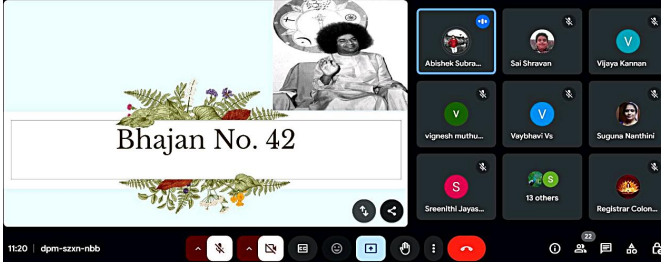 Bhajan No. 42
Abishek Subra...
Sai Shravan
V
Vijaya Kannan
V
vignesh muthu...
V
Vaybhavi Vs
Suguna Nanthini
S
Sreenithi Jayas...
S
13 others
Registrar Colon...
11:20 | dpm-szxn-nbb
22